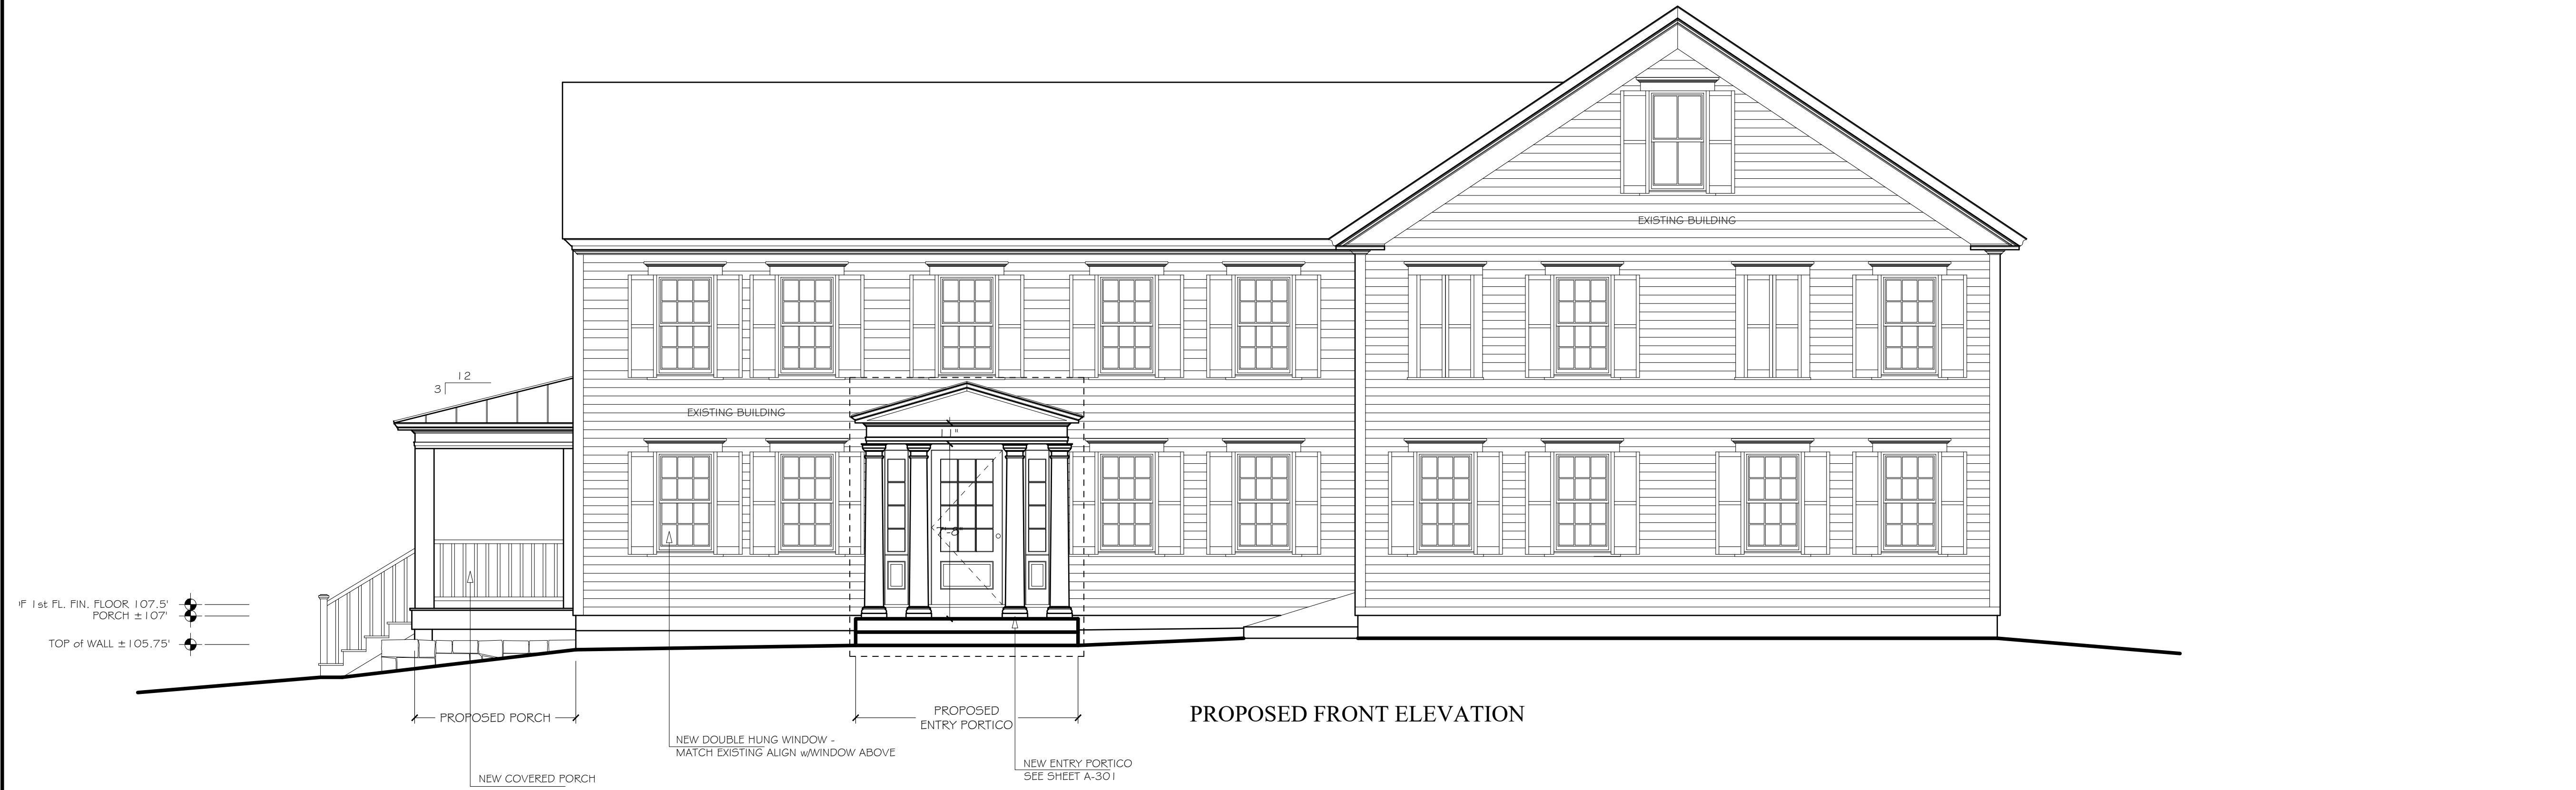 EXISTING BUILDING
12
3
EXISTING BUILDING
11"
7'-8"
1st FL. FIN. FLOOR 107.5'
PORCH ±107'
TOP of WALL ±105.75'
PROPOSED PORCH
PROPOSED
ENTRY PORTICO
PROPOSED FRONT ELEVATION
NEW DOUBLE HUNG WINDOW -
MATCH EXISTING ALIGN w/WINDOW ABOVE
NEW ENTRY PORTICO
SEE SHEET A-301
NEW COVERED PORCH